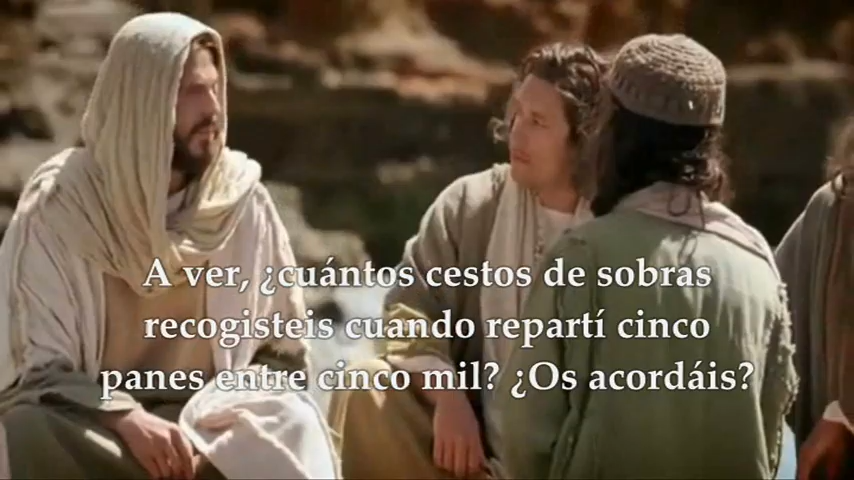 A ver, ¿cuántos cestos de sobras
recogisteis cuando repartí cinco
panes entre cinco mil? ¿Os acordáis?